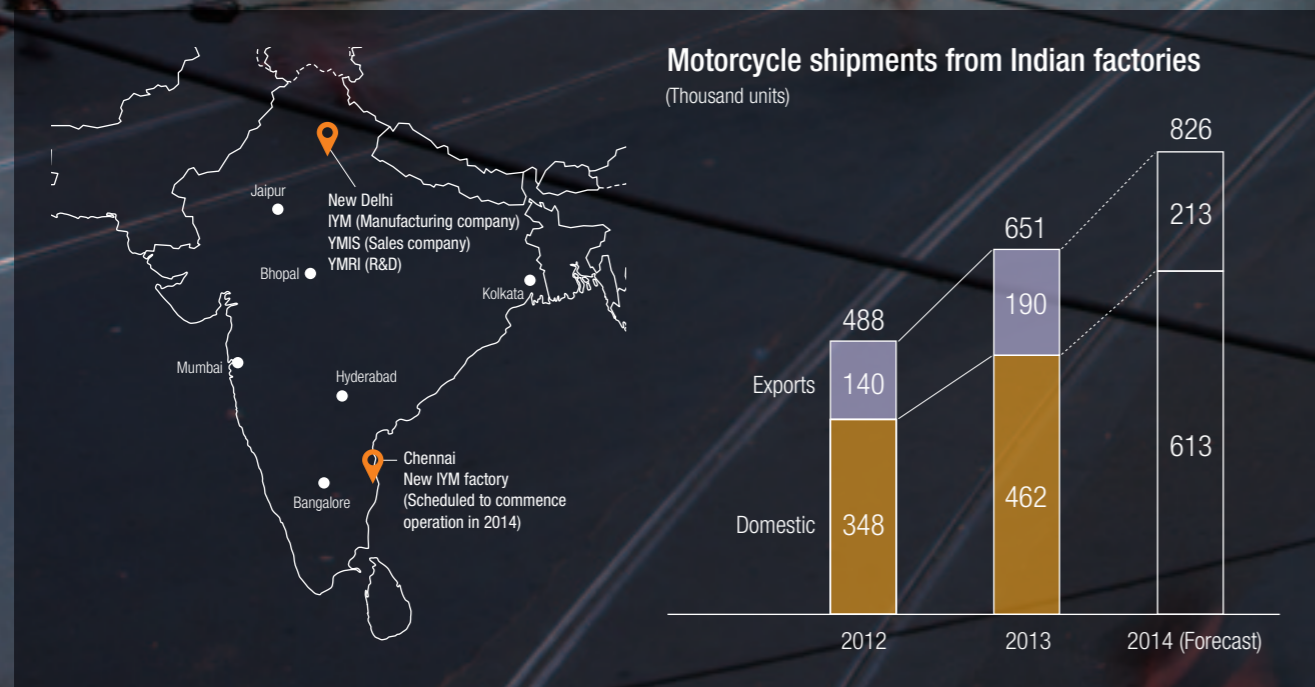 Motorcycle shipments from Indian factories
(Thousand units)
Jaipur
New Delhi
IYM (Manufacturing company)
YMIS (Sales company)
YMRI (R&D)
Bhopal
Kolkata
Mumbai
Hyderabad
Chennai
New IYM factory
(Scheduled to commence
operation in 2014)
Bangalore
826
213
613
651
190
462
488
Exports
140
Domestic
348
2012
2013
2014 (Forecast)